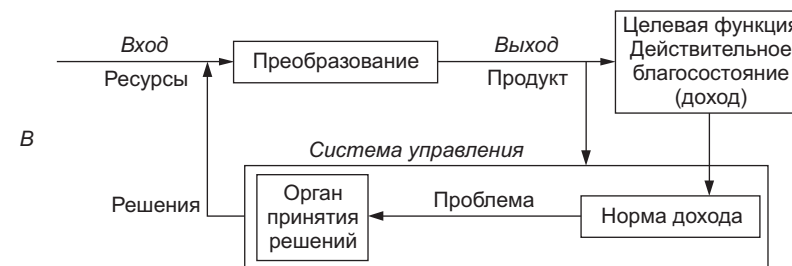 Вход
Ресурсы
Преобразование
Выход
Продукт
Целевая функция
Действительное
благосостояние
(доход)
В
Система управления
Решения
Орган
принятия
решений
Проблема
Норма дохода